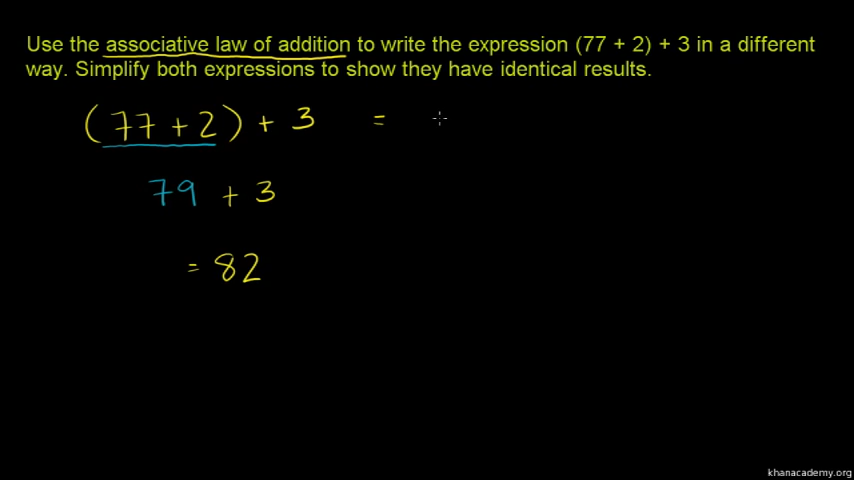 Use the associative law of addition to write the expression (77 + 2) + 3 in a different
way. Simplify both expressions to show they have identical results.
(77 + 2) + 3 =
79 + 3
= 82
khanacademy.org